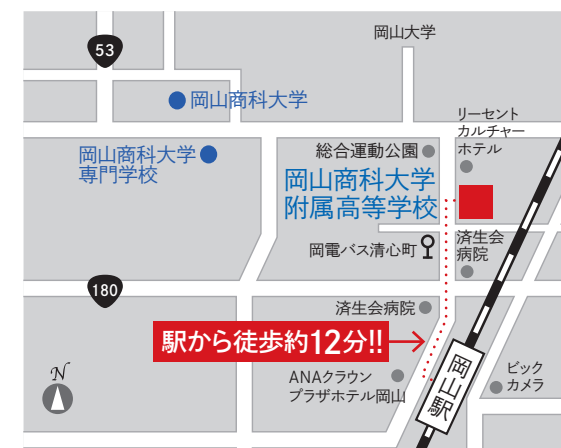 岡山大学
53
岡山商科大学
リーセント
カルチャー
ホテル
岡山商科大学
専門学校
総合運動公園
岡山商科大学
附属高等学校
岡電バス清心町
済生会
病院
180
済生会病院
駅から徒歩約12分!!
N
ANAクラウン
プラザホテル岡山
岡山駅
ビック
カメラ